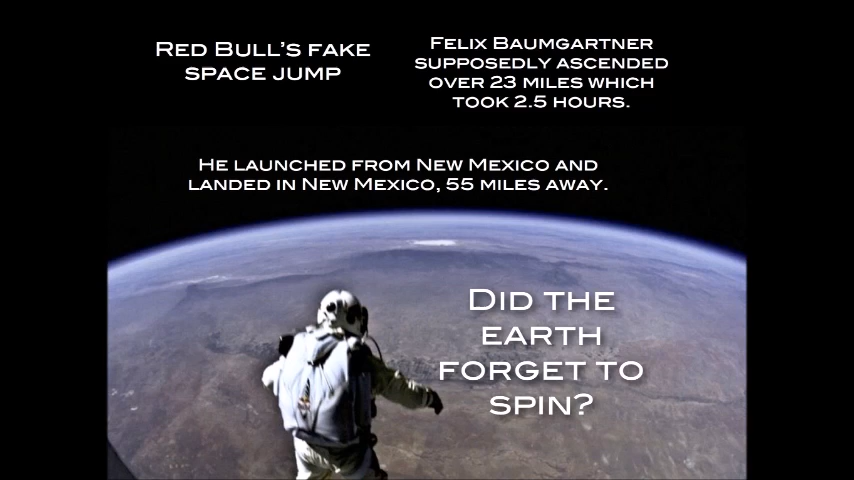 Red Bull's fake
space jump
Felix Baumgartner
supposedly ascended
over 23 miles which
took 2.5 hours.
He launched from New Mexico and
landed in New Mexico, 55 miles away.
Did the
earth
forget to
spin?